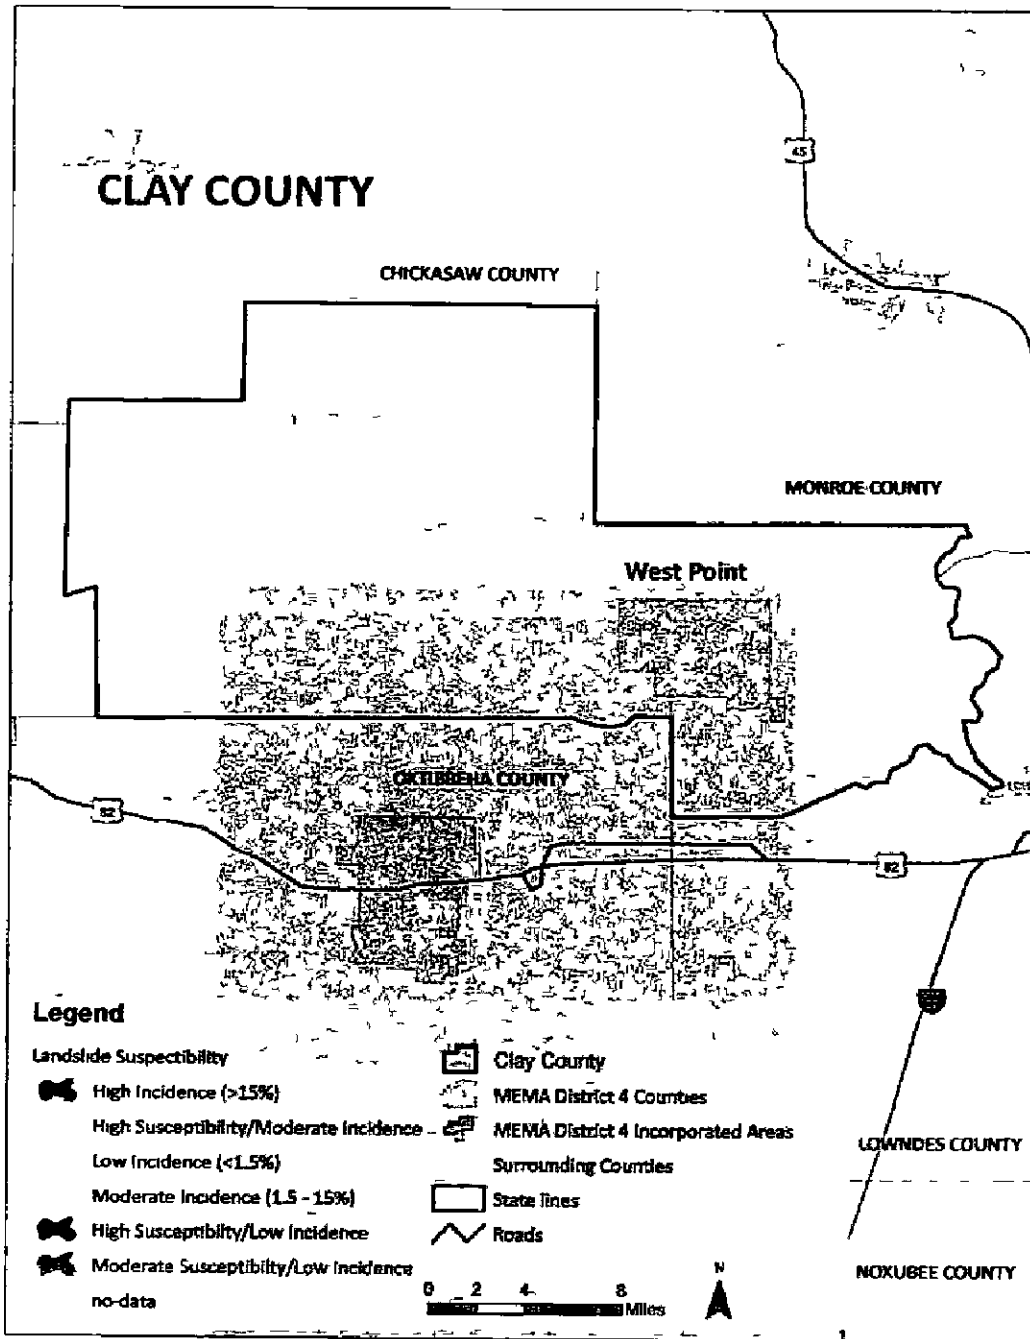 CLAY COUNTY
45
CHICKASAW COUNTY
MONROE COUNTY
West Point
OKTIBBEHA COUNTY
82
82
Legend
Landslide Suspectibility
High Incidence (>15%)
High Susceptibility/Moderate Incidence
Low Incidence (<1.5%)
Moderate Incidence (1.5 - 15%)
High Susceptibilty/Low Incidence
Moderate Susceptibilty/Low Incidence
no-data
Clay County
MEMA District 4 Counties
MEMA District 4 Incorporated Areas
Surrounding Counties
State lines
Roads
LOWNDES COUNTY
NOXUBEE COUNTY
0 2 4 8
Miles
N